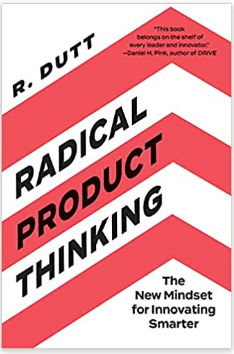 "This book
belongs on the shelf of
every leader and innovator."
—Daniel H. Pink, author of DRIVE
R. DUTT
RADICAL
PRODUCT
THINKING
The
New Mindset
for Innovating
Smarter